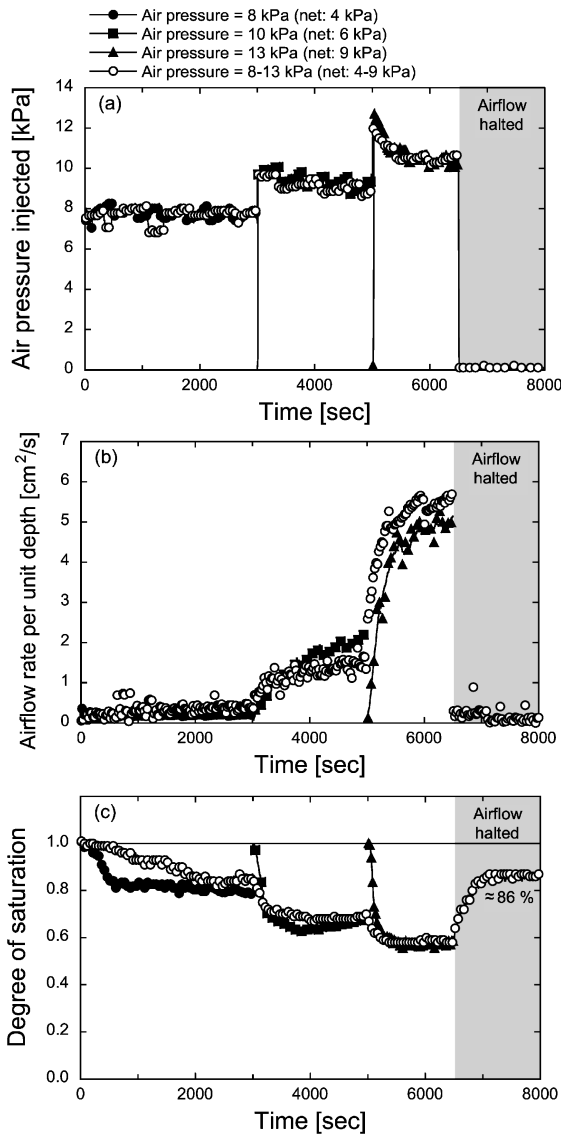 Air pressure = 8 kPa (net: 4 kPa)
Air pressure = 10 kPa (net: 6 kPa)
Air pressure = 13 kPa (net: 9 kPa)
Air pressure = 8-13 kPa (net: 4-9 kPa)
(a)
Airflow
halted
Air pressure injected [kPa]
14
12
10
8
6
4
2
0
0 2000 4000 6000 8000
Time [sec]
(b)
Airflow
halted
Airflow rate per unit depth [cm²/s]
7
6
5
4
3
2
1
0
0 2000 4000 6000 8000
Time [sec]
(c)
Airflow
halted
Degree of saturation
1.0
0.8
0.6
0.4
0.2
0.0
≈86 %
0 2000 4000 6000 8000
Time [sec]